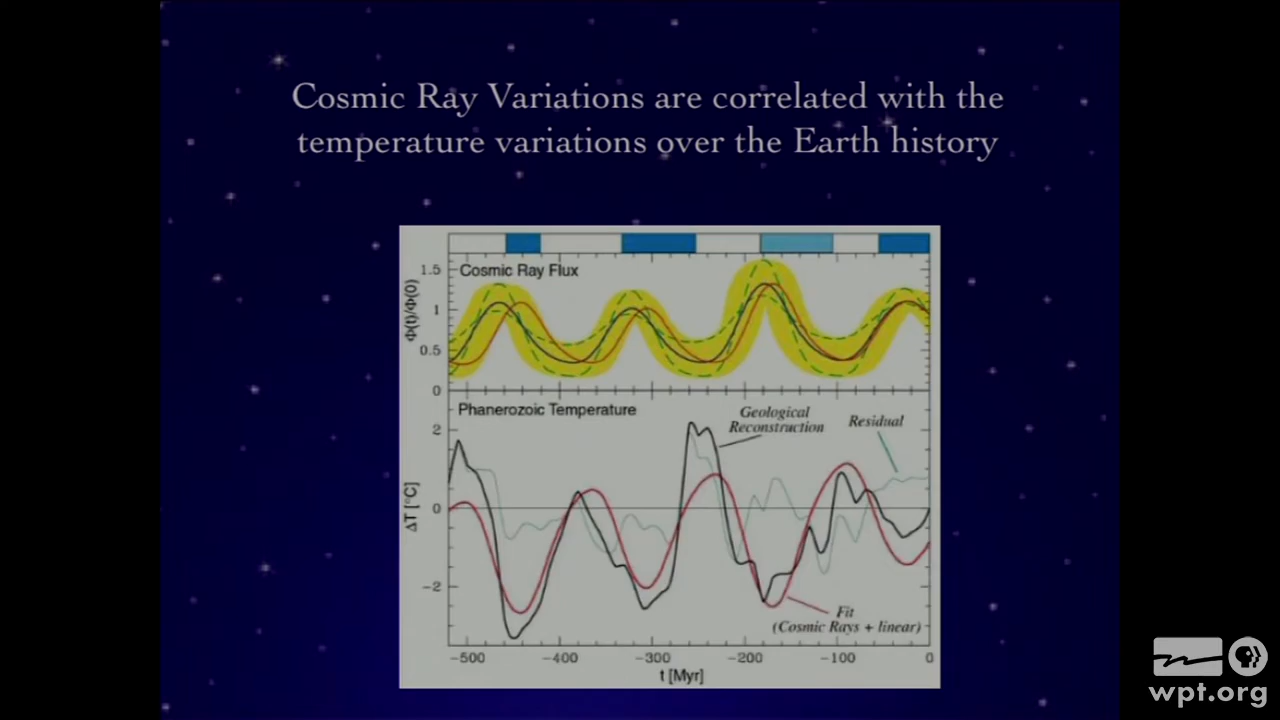 Cosmic Ray Variations are correlated with the
temperature variations over the Earth history
Cosmic Ray Flux
1.5
1
0.5
0
Φ(t)/Φ(0)
Phanerozoic Temperature
Geological
Reconstruction
Residual
2
0
−2
ΔT [°C]
Fit
(Cosmic Rays + linear)
−500 −400 −300 −200 −100 0
t [Myr]
PBS
wpt.org